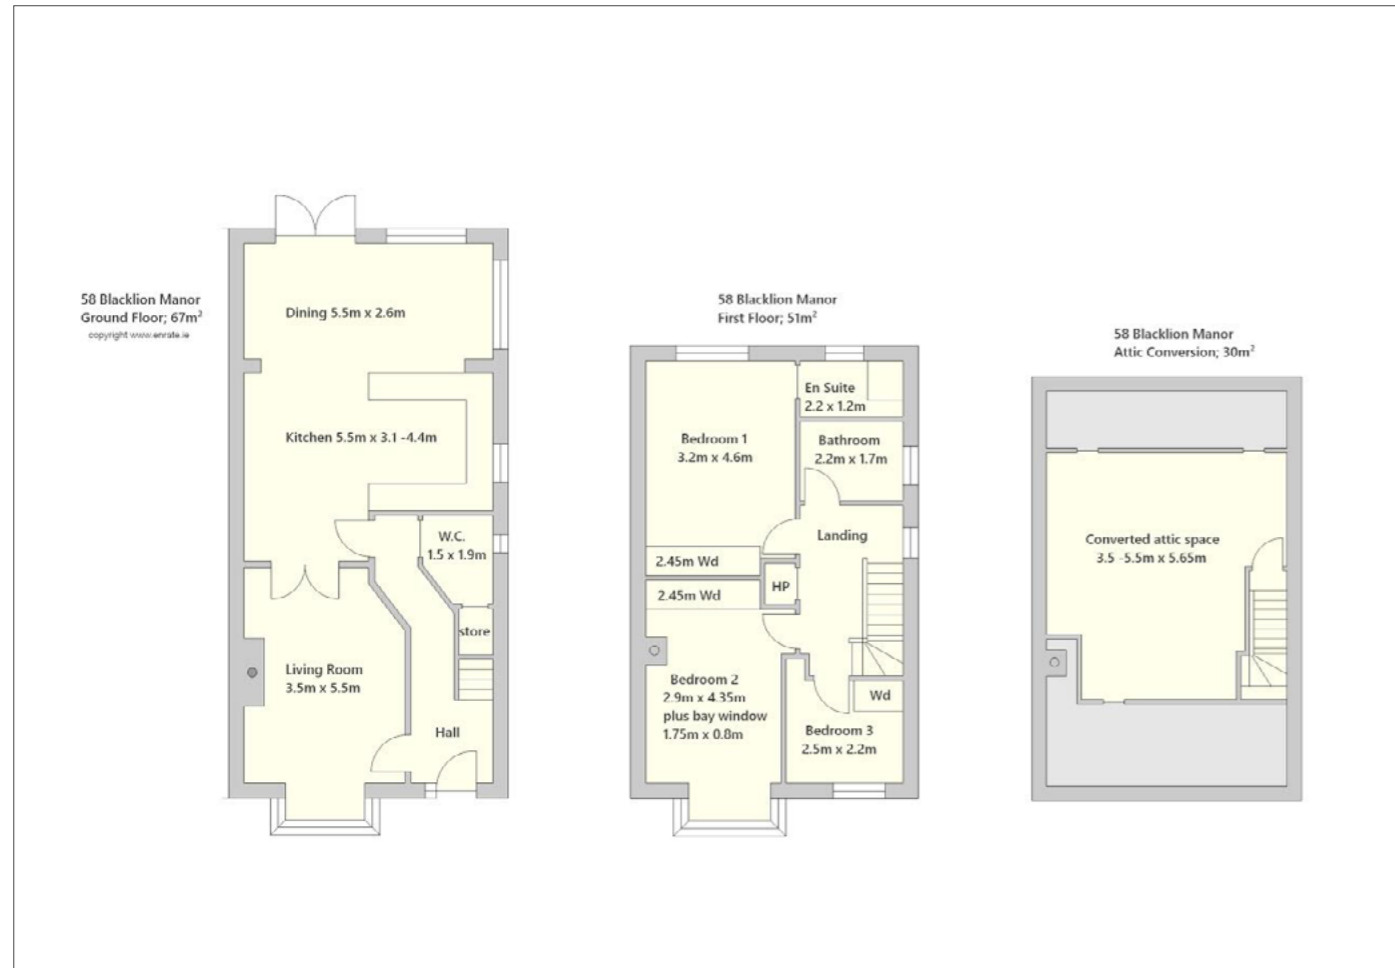 58 Blacklion Manor
Ground Floor; 67m²
copyright www.enrate.ie
Dining 5.5m x 2.6m
Kitchen 5.5m x 3.1 -4.4m
W.C.
1.5 x 1.9m
store
Living Room
3.5m x 5.5m
Hall
58 Blacklion Manor
First Floor; 51m²
En Suite
2.2 x 1.2m
Bedroom 1
3.2m x 4.6m
Bathroom
2.2m x 1.7m
Landing
2.45m Wd
HP
2.45m Wd
Bedroom 2
2.9m x 4.35m
plus bay window
1.75m x 0.8m
Wd
Bedroom 3
2.5m x 2.2m
58 Blacklion Manor
Attic Conversion; 30m²
Converted attic space
3.5 -5.5m x 5.65m